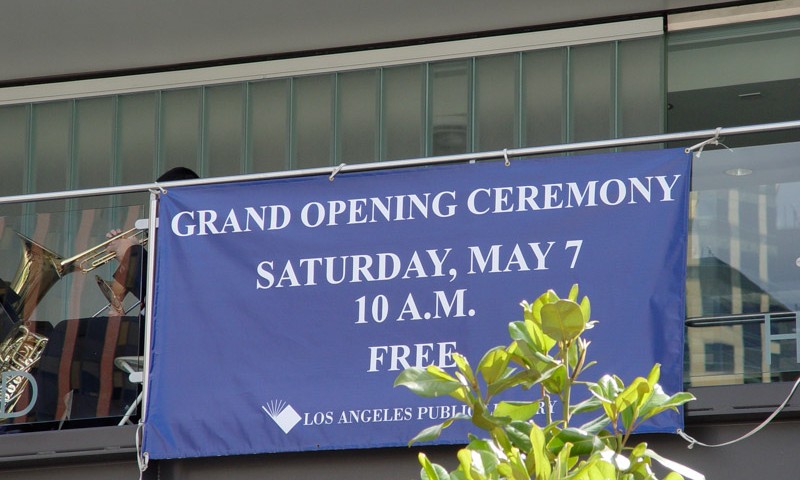 GRAND OPENING CEREMONY
SATURDAY, MAY 7
10 A.M.
FREE
LOS ANGELES PUBLIC